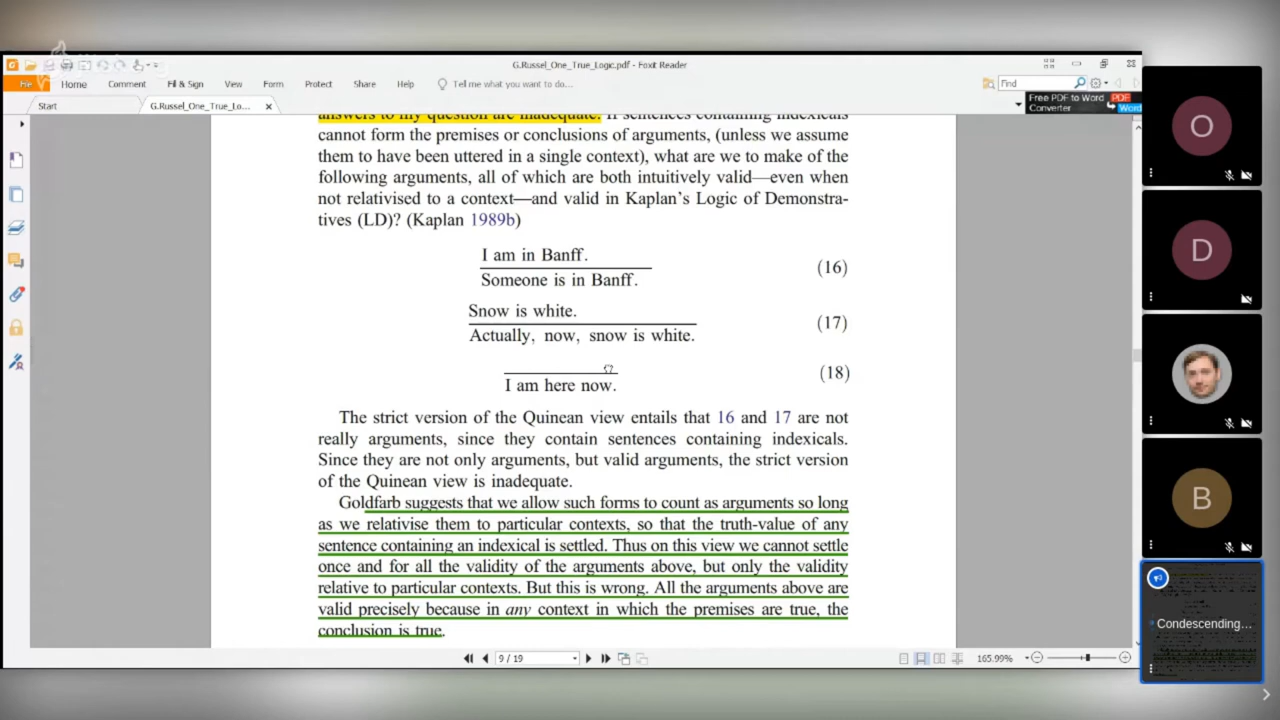 G.Russel_One_True_Logic.pdf - Foxit Reader
File Home Comment Fill & Sign View Form Protect Share Help Tell me what you want to do... Find
Start G.Russel_One_True_Lo... Free PDF to Word Converter PDF Word
answers to my question are inadequate. If sentences containing indexicals
cannot form the premises or conclusions of arguments, (unless we assume
them to have been uttered in a single context), what are we to make of the
following arguments, all of which are both intuitively valid—even when
not relativised to a context—and valid in Kaplan's Logic of Demonstra-
tives (LD)? (Kaplan 1989b)
I am in Banff.
Someone is in Banff. (16)
Snow is white.
Actually, now, snow is white. (17)
I am here now. (18)
The strict version of the Quinean view entails that 16 and 17 are not
really arguments, since they contain sentences containing indexicals.
Since they are not only arguments, but valid arguments, the strict version
of the Quinean view is inadequate.
Goldfarb suggests that we allow such forms to count as arguments so long
as we relativise them to particular contexts, so that the truth-value of any
sentence containing an indexical is settled. Thus on this view we cannot settle
once and for all the validity of the arguments above, but only the validity
relative to particular contexts. But this is wrong. All the arguments above are
valid precisely because in any context in which the premises are true, the
conclusion is true.
9 / 19 165.99%
O
D
B
Condescending...